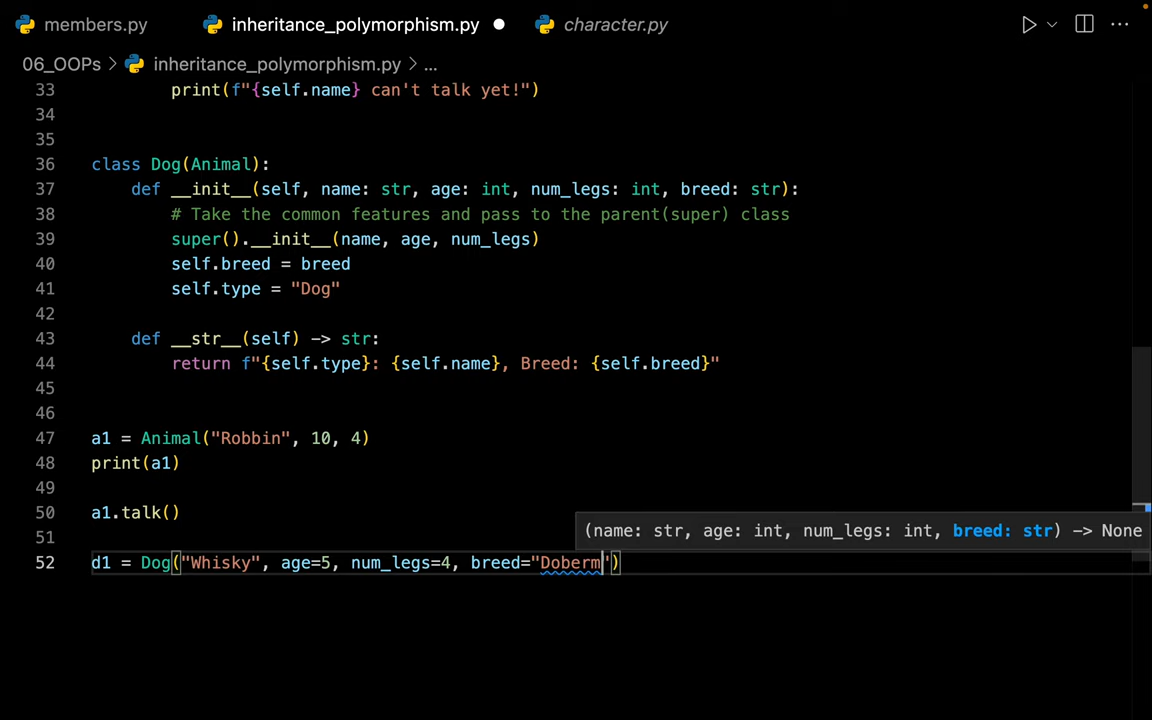 members.py inheritance_polymorphism.py character.py
06_OOPs > inheritance_polymorphism.py > ...
33 print(f"{self.name} can't talk yet!")
34
35
36 class Dog(Animal):
37 def __init__(self, name: str, age: int, num_legs: int, breed: str):
38 # Take the common features and pass to the parent(super) class
39 super().__init__(name, age, num_legs)
40 self.breed = breed
41 self.type = "Dog"
42
43 def __str__(self) -> str:
44 return f"{self.type}: {self.name}, Breed: {self.breed}"
45
46
47 a1 = Animal("Robbin", 10, 4)
48 print(a1)
49
50 a1.talk()
51 (name: str, age: int, num_legs: int, breed: str) -> None
52 d1 = Dog("Whisky", age=5, num_legs=4, breed="Doberm")